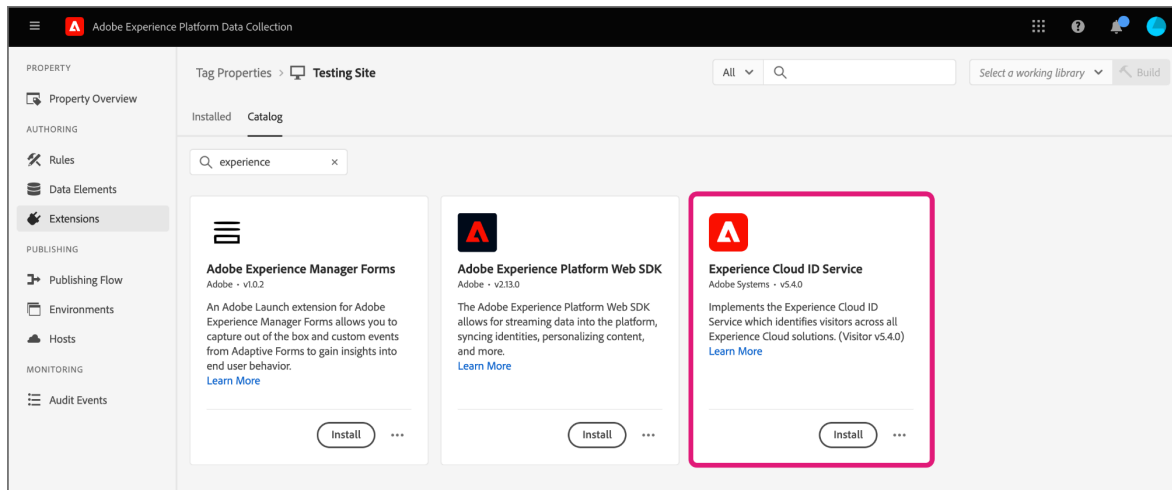 Adobe Experience Platform Data Collection
PROPERTY
Property Overview
AUTHORING
Rules
Data Elements
Extensions
PUBLISHING
Publishing Flow
Environments
Hosts
MONITORING
Audit Events
Tag Properties > Testing Site
All
Select a working library
Build
Installed Catalog
experience ×
Adobe Experience Manager Forms
Adobe • v1.0.2
An Adobe Launch extension for Adobe
Experience Manager Forms allows you to
capture out of the box and custom events
from Adaptive Forms to gain insights into
end user behavior.
Learn More
Install
Adobe Experience Platform Web SDK
Adobe • v2.13.0
The Adobe Experience Platform Web SDK
allows for streaming data into the platform,
syncing identities, personalizing content,
and more.
Learn More
Install
Experience Cloud ID Service
Adobe Systems • v5.4.0
Implements the Experience Cloud ID
Service which identifies visitors across all
Experience Cloud solutions. (Visitor v5.4.0)
Learn More
Install